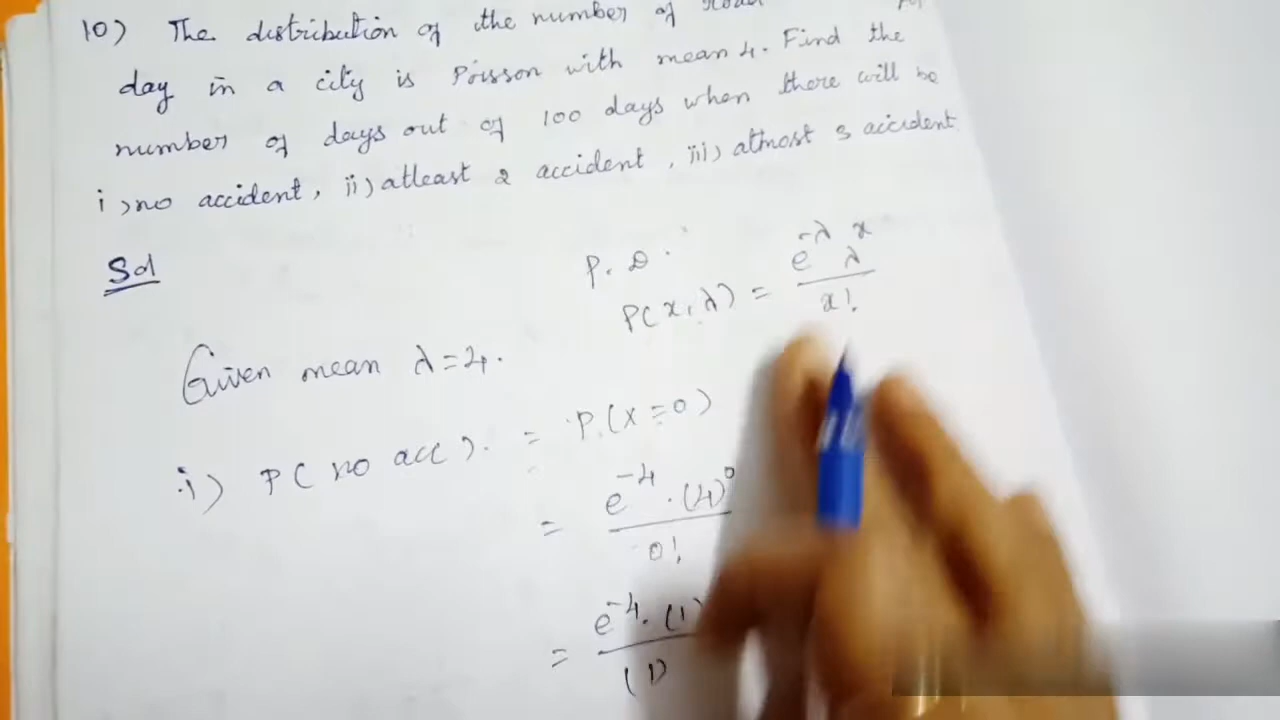 10) The distribution of the number of
day in a city is Poisson with mean 4. Find the
number of days out of 100 days when there will be
i) no accident, ii) atleast 2 accident, iii) atmost 3 accident
Sol
P. D.
P(x, λ) = e^-λ λ^x / x!
Given mean λ = 4.
i) P( no acc ). = P(x=0)
= e^-4 . (4)^0 / 0!
= e^-4 . (1) / (1)